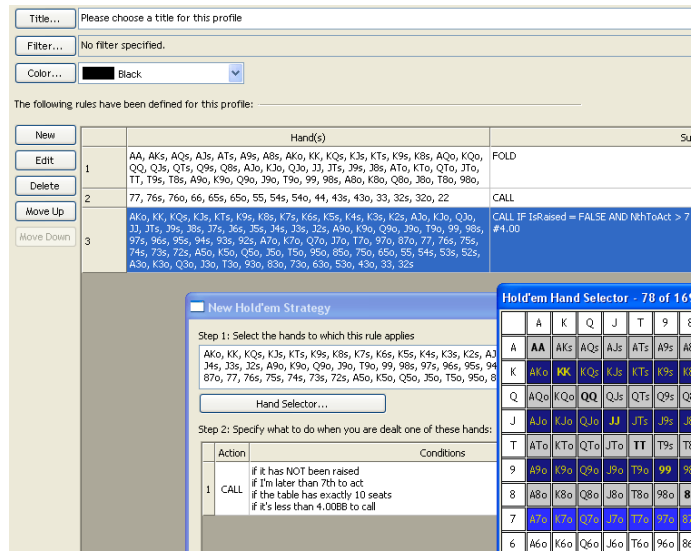 Title...
Please choose a title for this profile
Filter...
No filter specified.
Color...
Black
The following rules have been defined for this profile:
New
Edit
Delete
Move Up
Move Down
Hand(s)
Su
1
AA, AKs, AQs, AJs, ATs, A9s, A8s, AKo, KK, KQs, KJs, KTs, K9s, K8s, AQo, KQo,
QQ, QJs, QTs, Q9s, Q8s, AJo, KJo, QJo, JJ, JTs, J9s, J8s, ATo, KTo, QTo, JTo,
TT, T9s, T8s, A9o, K9o, Q9o, J9o, T9o, 99, 98s, A8o, K8o, Q8o, J8o, T8o, 98o,
FOLD
2
77, 76s, 76o, 66, 65s, 65o, 55, 54s, 54o, 44, 43s, 43o, 33, 32s, 32o, 22
CALL
3
AKo, KK, KQs, KJs, KTs, K9s, K8s, K7s, K6s, K5s, K4s, K3s, K2s, AJo, KJo, QJo,
JJ, JTs, J9s, J8s, J7s, J6s, J5s, J4s, J3s, J2s, A9o, K9o, Q9o, J9o, T9o, 99, 98s,
97s, 96s, 95s, 94s, 93s, 92s, A7o, K7o, Q7o, J7o, T7o, 97o, 87o, 77, 76s, 75s,
74s, 73s, 72s, A5o, K5o, Q5o, J5o, T5o, 95o, 85o, 75o, 65o, 55, 54s, 53s, 52s,
A3o, K3o, Q3o, J3o, T3o, 93o, 83o, 73o, 63o, 53o, 43o, 33, 32s
CALL IF IsRaised = FALSE AND NthToAct > 7
#4.00
New Hold'em Strategy
Step 1: Select the hands to which this rule applies
AKo, KK, KQs, KJs, KTs, K9s, K8s, K7s, K6s, K5s, K4s, K3s, K2s, AJ
J4s, J3s, J2s, A9o, K9o, Q9o, J9o, T9o, 99, 98s, 97s, 96s, 95s, 94
87o, 77, 76s, 75s, 74s, 73s, 72s, A5o, K5o, Q5o, J5o, T5o, 95o, 8
Hand Selector...
Step 2: Specify what to do when you are dealt one of these hands:
Action
Conditions
1
CALL
if it has NOT been raised
if I'm later than 7th to act
if the table has exactly 10 seats
if it's less than 4.00BB to call
Hold'em Hand Selector - 78 of 169
A K Q J T 9 8
A AA AKs AQs AJs ATs A9s A8
K AKo KK KQs KJs KTs K9s K8
Q AQo KQo QQ QJs QTs Q9s Q8
J AJo KJo QJo JJ JTs J9s J8
T ATo KTo QTo JTo TT T9s T8
9 A9o K9o Q9o J9o T9o 99 98
8 A8o K8o Q8o J8o T8o 98o 8
7 A7o K7o Q7o J7o T7o 97o 87
6 A6o K6o Q6o J6o T6o 96o 86